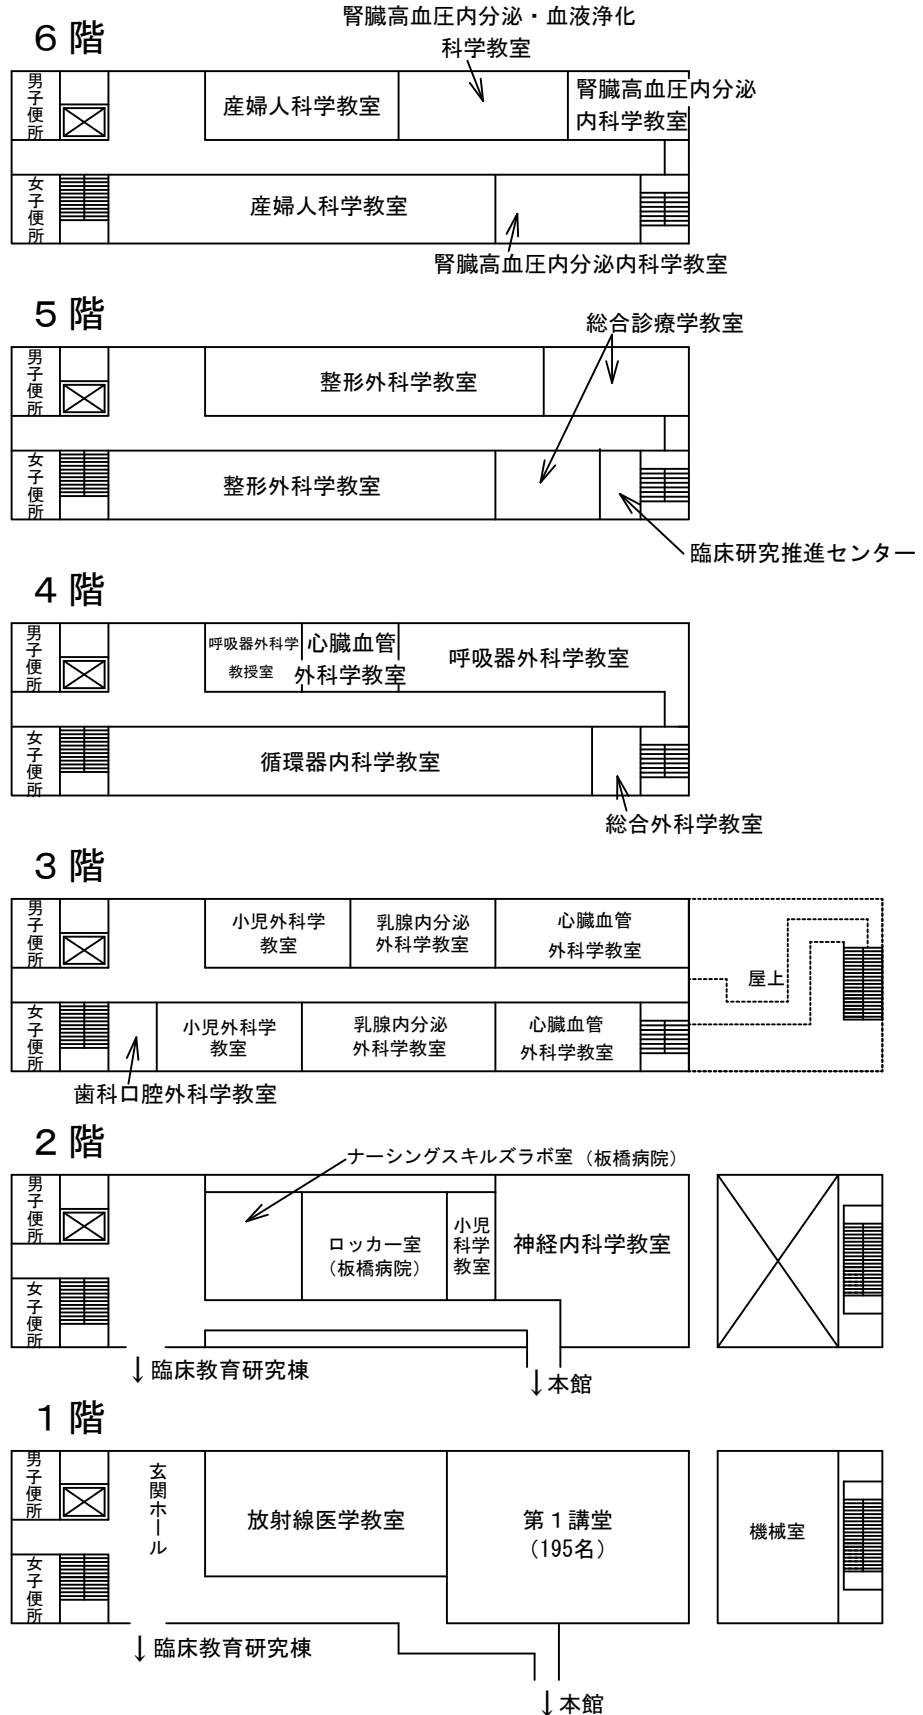 6階
腎臓高血圧内分泌・血液浄化
科学教室
男子便所
産婦人科学教室
腎臓高血圧内分泌
内科学教室
女子便所
産婦人科学教室
腎臓高血圧内分泌内科学教室
5階
総合診療学教室
男子便所
整形外科学教室
女子便所
整形外科学教室
臨床研究推進センター
4階
男子便所
呼吸器外科学
教授室
心臓血管
外科学教室
呼吸器外科学教室
女子便所
循環器内科学教室
総合外科学教室
3階
男子便所
小児外科学
教室
乳腺内分泌
外科学教室
心臓血管
外科学教室
屋上
女子便所
小児外科学
教室
乳腺内分泌
外科学教室
心臓血管
外科学教室
歯科口腔外科学教室
2階
ナーシングスキルズラボ室(板橋病院)
男子便所
ロッカー室
(板橋病院)
小児
科学
教室
神経内科学教室
女子便所
↓臨床教育研究棟
↓本館
1階
男子便所
玄関ホール
放射線医学教室
第1講堂
(195名)
機械室
女子便所
↓臨床教育研究棟
↓本館